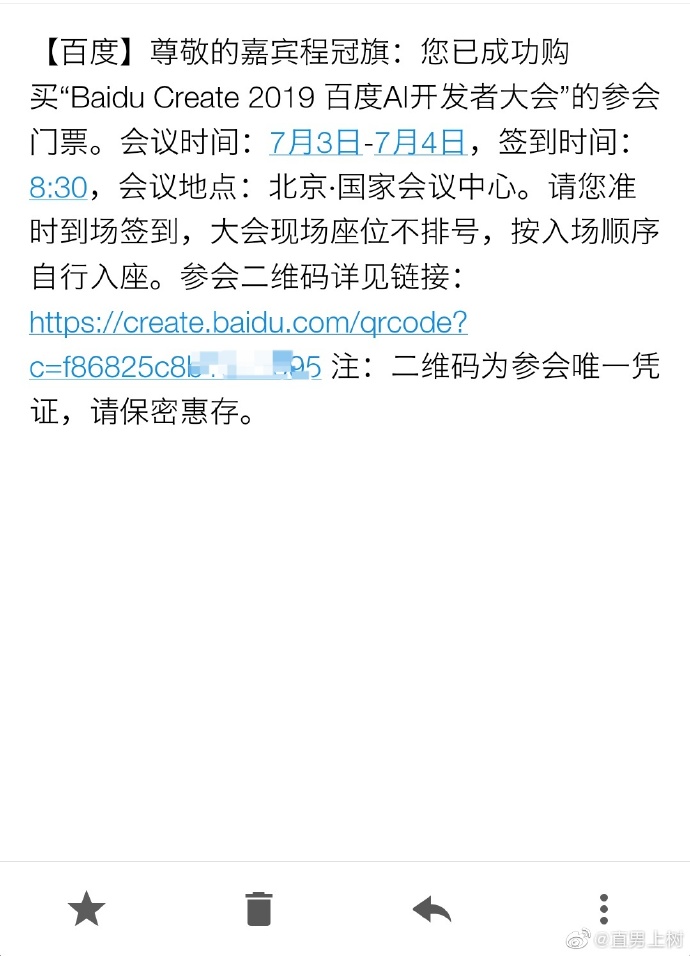 【百度】尊敬的嘉宾程冠旗：您已成功购
买“Baidu Create 2019 百度AI开发者大会”的参会
门票。会议时间：7月3日-7月4日，签到时间：
8:30，会议地点：北京·国家会议中心。请您准
时到场签到，大会现场座位不排号，按入场顺序
自行入座。参会二维码详见链接：
https://create.baidu.com/qrcode?
c=f86825c8 95 注：二维码为参会唯一凭
证，请保密惠存。
@直男上树